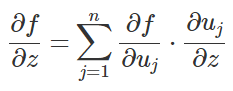 ∂f/∂z = ∑_{j=1}^{n} ∂f/∂u_j · ∂u_j/∂z